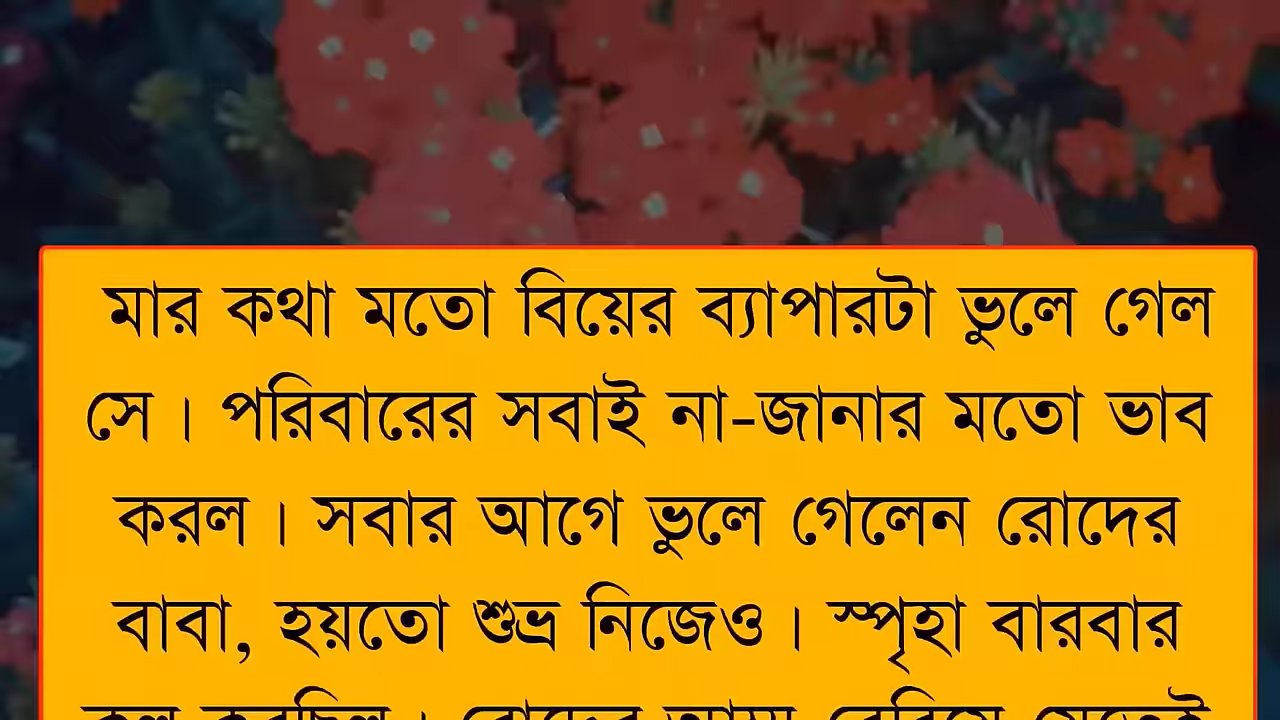 মার কথা মতো বিয়ের ব্যাপারটা ভুলে গেল
সে। পরিবারের সবাই না-জানার মতো ভাব
করল। সবার আগে ভুলে গেলেন রোদের
বাবা, হয়তো শুভ্র নিজেও। স্পৃহা বারবার